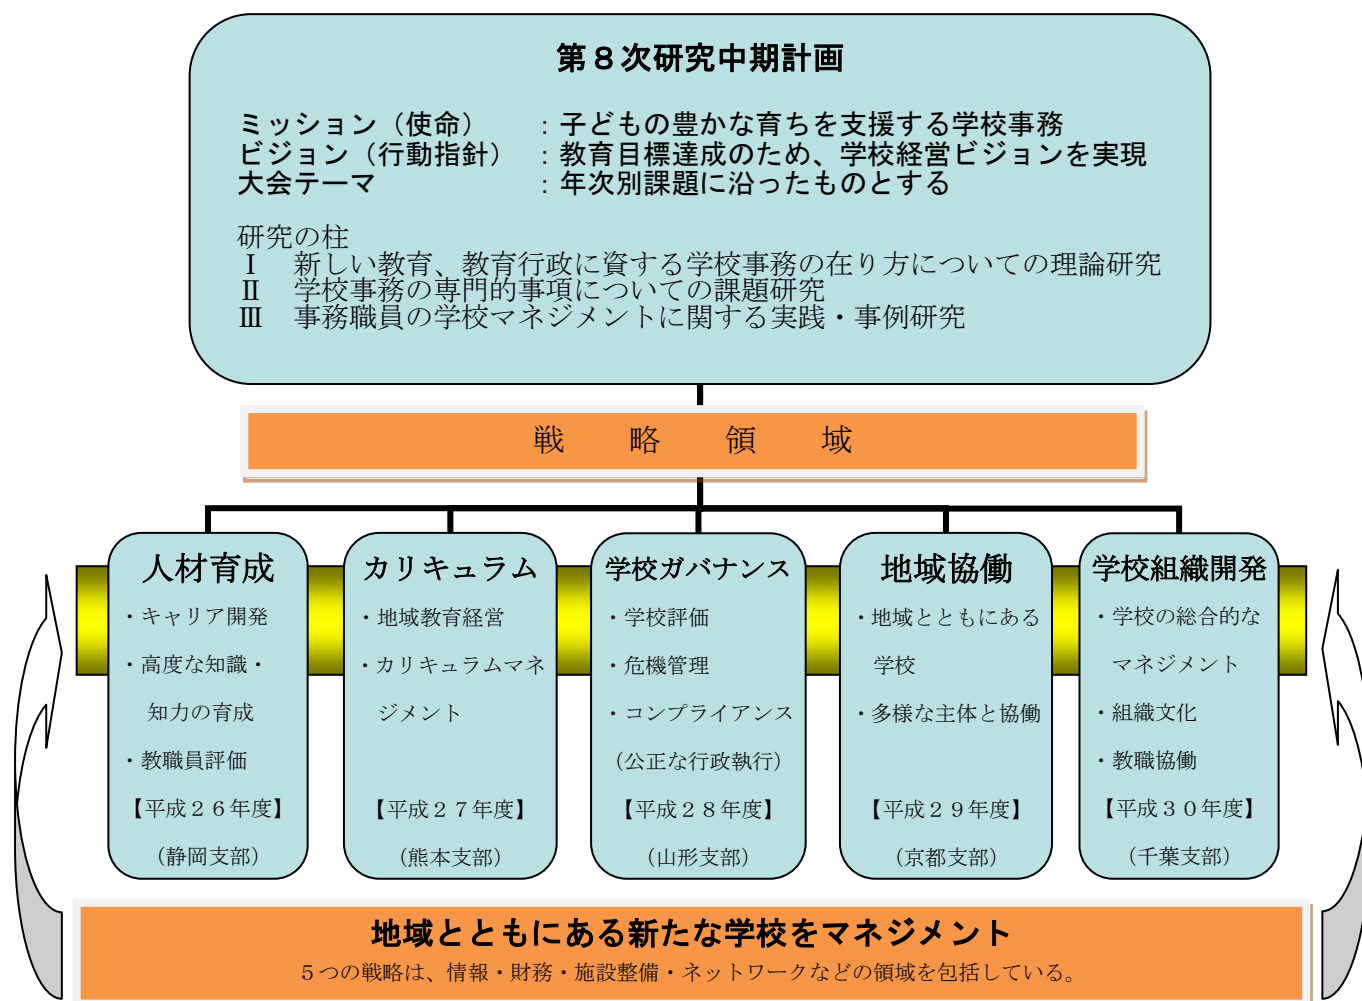 第８次研究中期計画
ミッション（使命）　　：子どもの豊かな育ちを支援する学校事務
ビジョン（行動指針）　：教育目標達成のため、学校経営ビジョンを実現
大会テーマ　　　　　　：年次別課題に沿ったものとする
研究の柱
Ⅰ　新しい教育、教育行政に資する学校事務の在り方についての理論研究
Ⅱ　学校事務の専門的事項についての課題研究
Ⅲ　事務職員の学校マネジメントに関する実践・事例研究
戦　略　領　域
人材育成
・キャリア開発
・高度な知識・
知力の育成
・教職員評価
【平成２６年度】
（静岡支部）
カリキュラム
・地域教育経営
・カリキュラムマネ
ジメント
【平成２７年度】
（熊本支部）
学校ガバナンス
・学校評価
・危機管理
・コンプライアンス
（公正な行政執行）
【平成２８年度】
（山形支部）
地域協働
・地域とともにある
学校
・多様な主体と協働
【平成２９年度】
（京都支部）
学校組織開発
・学校の総合的な
マネジメント
・組織文化
・教職協働
【平成３０年度】
（千葉支部）
地域とともにある新たな学校をマネジメント
５つの戦略は、情報・財務・施設整備・ネットワークなどの領域を包括している。